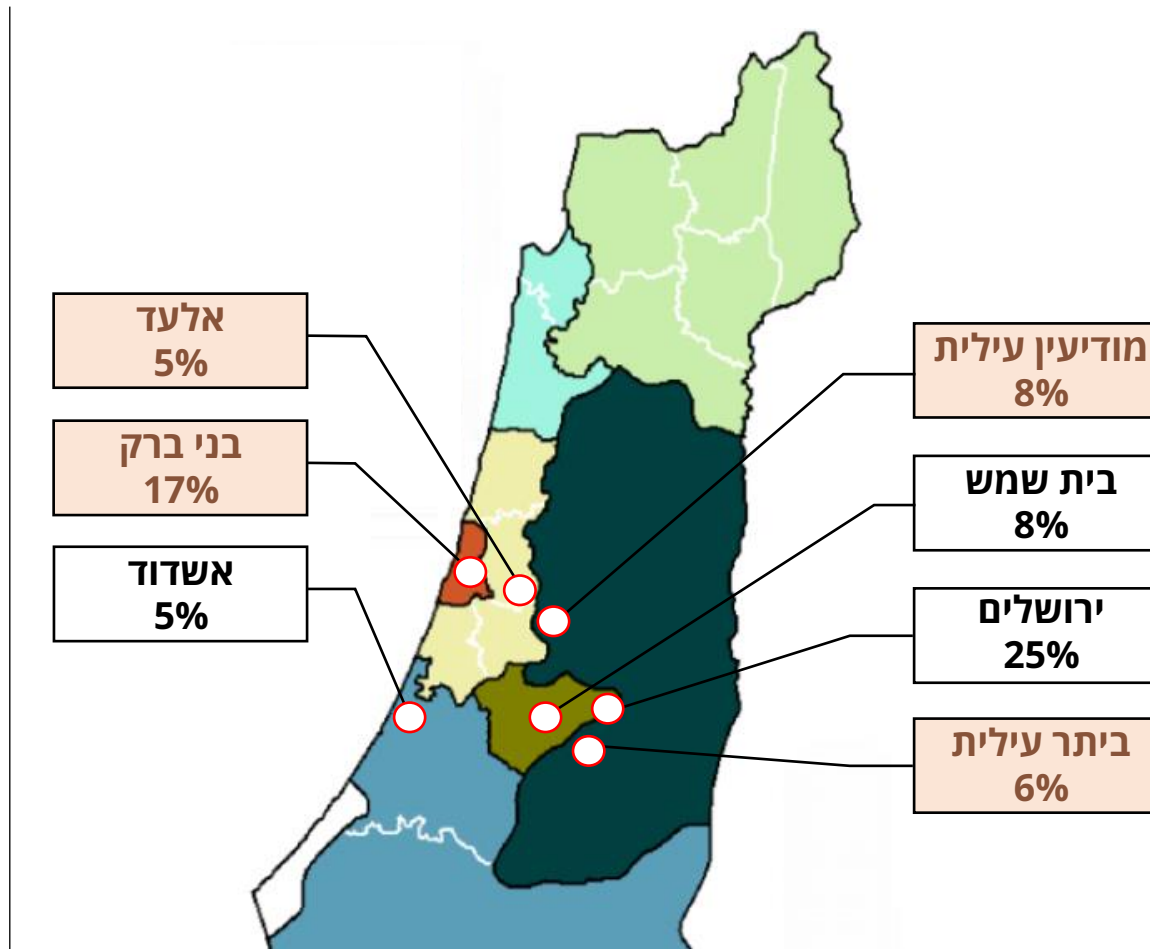 מודיעין עילית
8%
בית שמש
8%
ירושלים
25%
ביתר עילית
6%
אלעד
5%
בני ברק
17%
אשדוד
5%